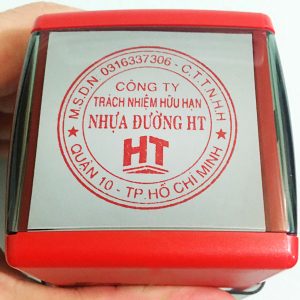 M.S.D.N 0316337306 - C.T.T.N.H.H
CÔNG TY
TRÁCH NHIỆM HỮU HẠN
NHỰA ĐƯỜNG HT
HT
QUẬN 10 - TP.HỒ CHÍ MINH